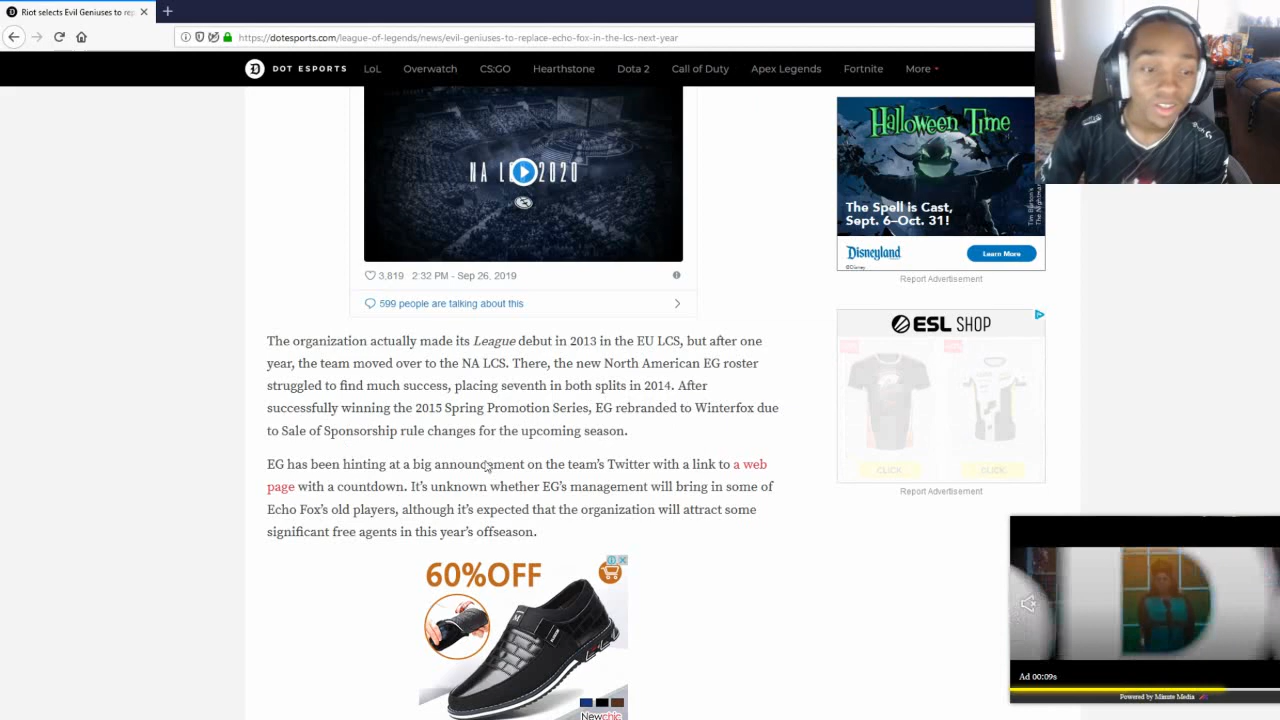 Riot selects Evil Geniuses to rep
https://dotesports.com/league-of-legends/news/evil-geniuses-to-replace-echo-fox-in-the-lcs-next-year
DOT ESPORTS LoL Overwatch CS:GO Hearthstone Dota 2 Call of Duty Apex Legends Fortnite More
NA L 2020
3,819 2:32 PM - Sep 26, 2019
599 people are talking about this
The organization actually made its League debut in 2013 in the EU LCS, but after one
year, the team moved over to the NA LCS. There, the new North American EG roster
struggled to find much success, placing seventh in both splits in 2014. After
successfully winning the 2015 Spring Promotion Series, EG rebranded to Winterfox due
to Sale of Sponsorship rule changes for the upcoming season.
EG has been hinting at a big announcment on the team's Twitter with a link to a web
page with a countdown. It's unknown whether EG's management will bring in some of
Echo Fox's old players, although it's expected that the organization will attract some
significant free agents in this year's offseason.
60%OFF
Newchic
Halloween Time
The Spell is Cast,
Sept. 6–Oct. 31!
Tim Burton's
The Nightmar
Disneyland
Learn More
©Disney
Report Advertisement
ESL SHOP
CLICK
CLICK
Report Advertisement
Ad 00:09s
Powered by Minute Media